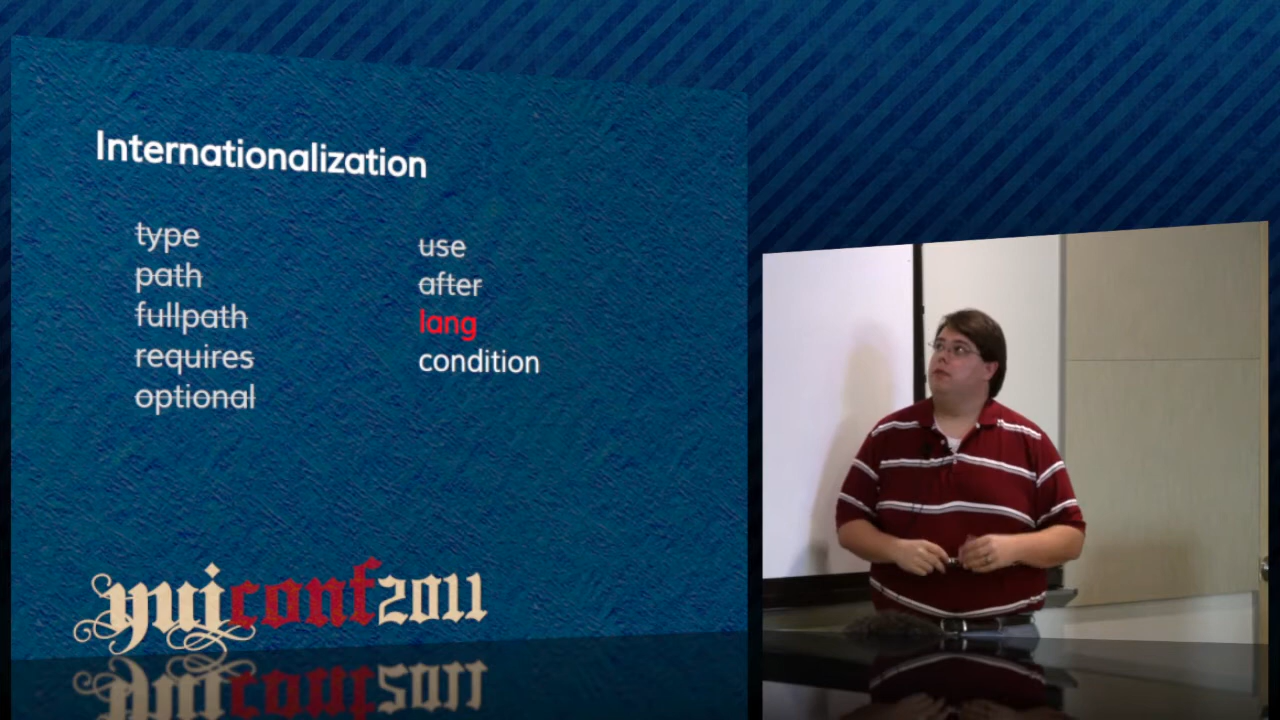 Internationalization
type
path
fullpath
requires
optional
use
after
lang
condition
yuiconf2011